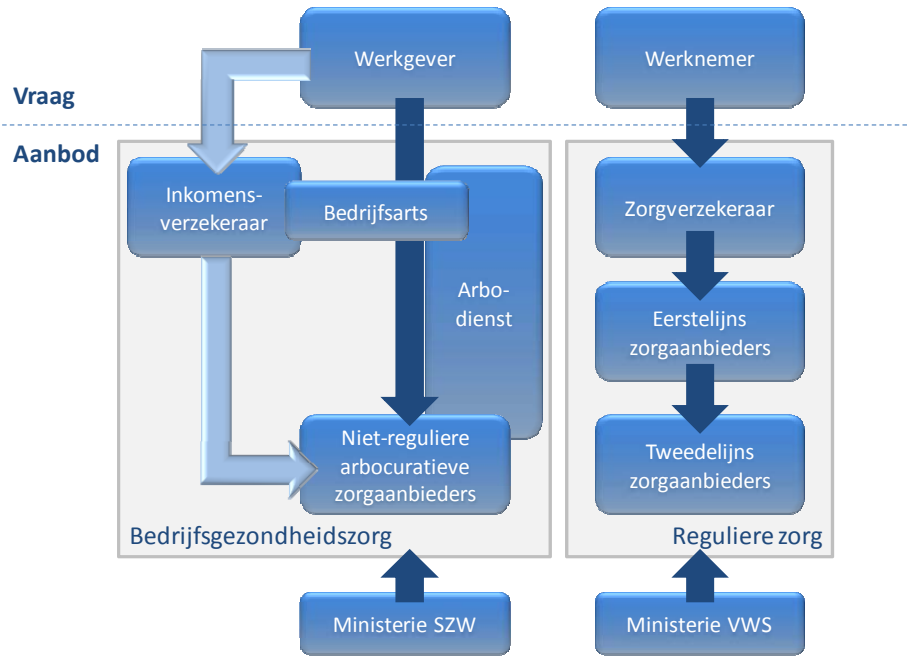 Werkgever
Werknemer
Vraag
Aanbod
Inkomens-
verzekeraar
Bedrijfsarts
Arbo-
dienst
Niet-reguliere
arbocuratieve
zorgaanbieders
Bedrijfsgezondheidszorg
Zorgverzekeraar
Eerstelijns
zorgaanbieders
Tweedelijns
zorgaanbieders
Reguliere zorg
Ministerie SZW
Ministerie VWS